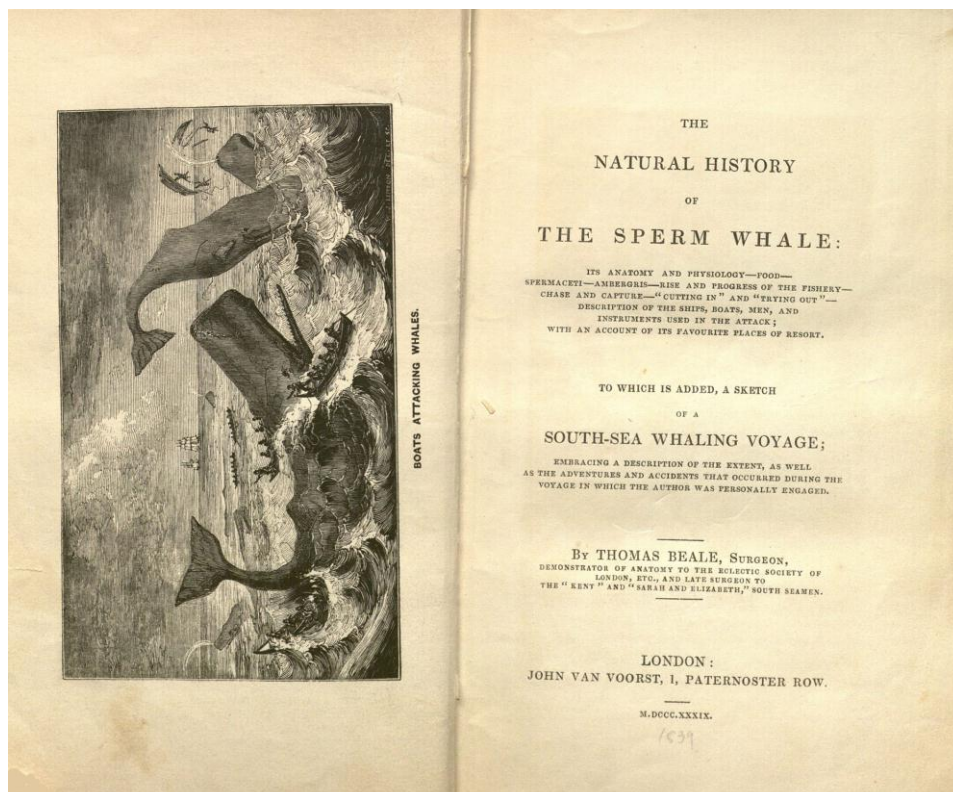 BOATS ATTACKING WHALES.
THE
NATURAL HISTORY
OF
THE SPERM WHALE:
ITS ANATOMY AND PHYSIOLOGY—FOOD—
SPERMACETI—AMBERGRIS—RISE AND PROGRESS OF THE FISHERY—
CHASE AND CAPTURE—"CUTTING IN" AND "TRYING OUT"—
DESCRIPTION OF THE SHIPS, BOATS, MEN, AND
INSTRUMENTS USED IN THE ATTACK;
WITH AN ACCOUNT OF ITS FAVOURITE PLACES OF RESORT.
TO WHICH IS ADDED, A SKETCH
OF A
SOUTH-SEA WHALING VOYAGE;
EMBRACING A DESCRIPTION OF THE EXTENT, AS WELL
AS THE ADVENTURES AND ACCIDENTS THAT OCCURRED DURING THE
VOYAGE IN WHICH THE AUTHOR WAS PERSONALLY ENGAGED.
By THOMAS BEALE, Surgeon,
DEMONSTRATOR OF ANATOMY TO THE ECLECTIC SOCIETY OF
LONDON, ETC., AND LATE SURGEON TO
THE "KENT" AND "SARAH AND ELIZABETH," SOUTH SEAMEN.
LONDON:
JOHN VAN VOORST, 1, PATERNOSTER ROW.
M.DCCC.XXXIX.
1839